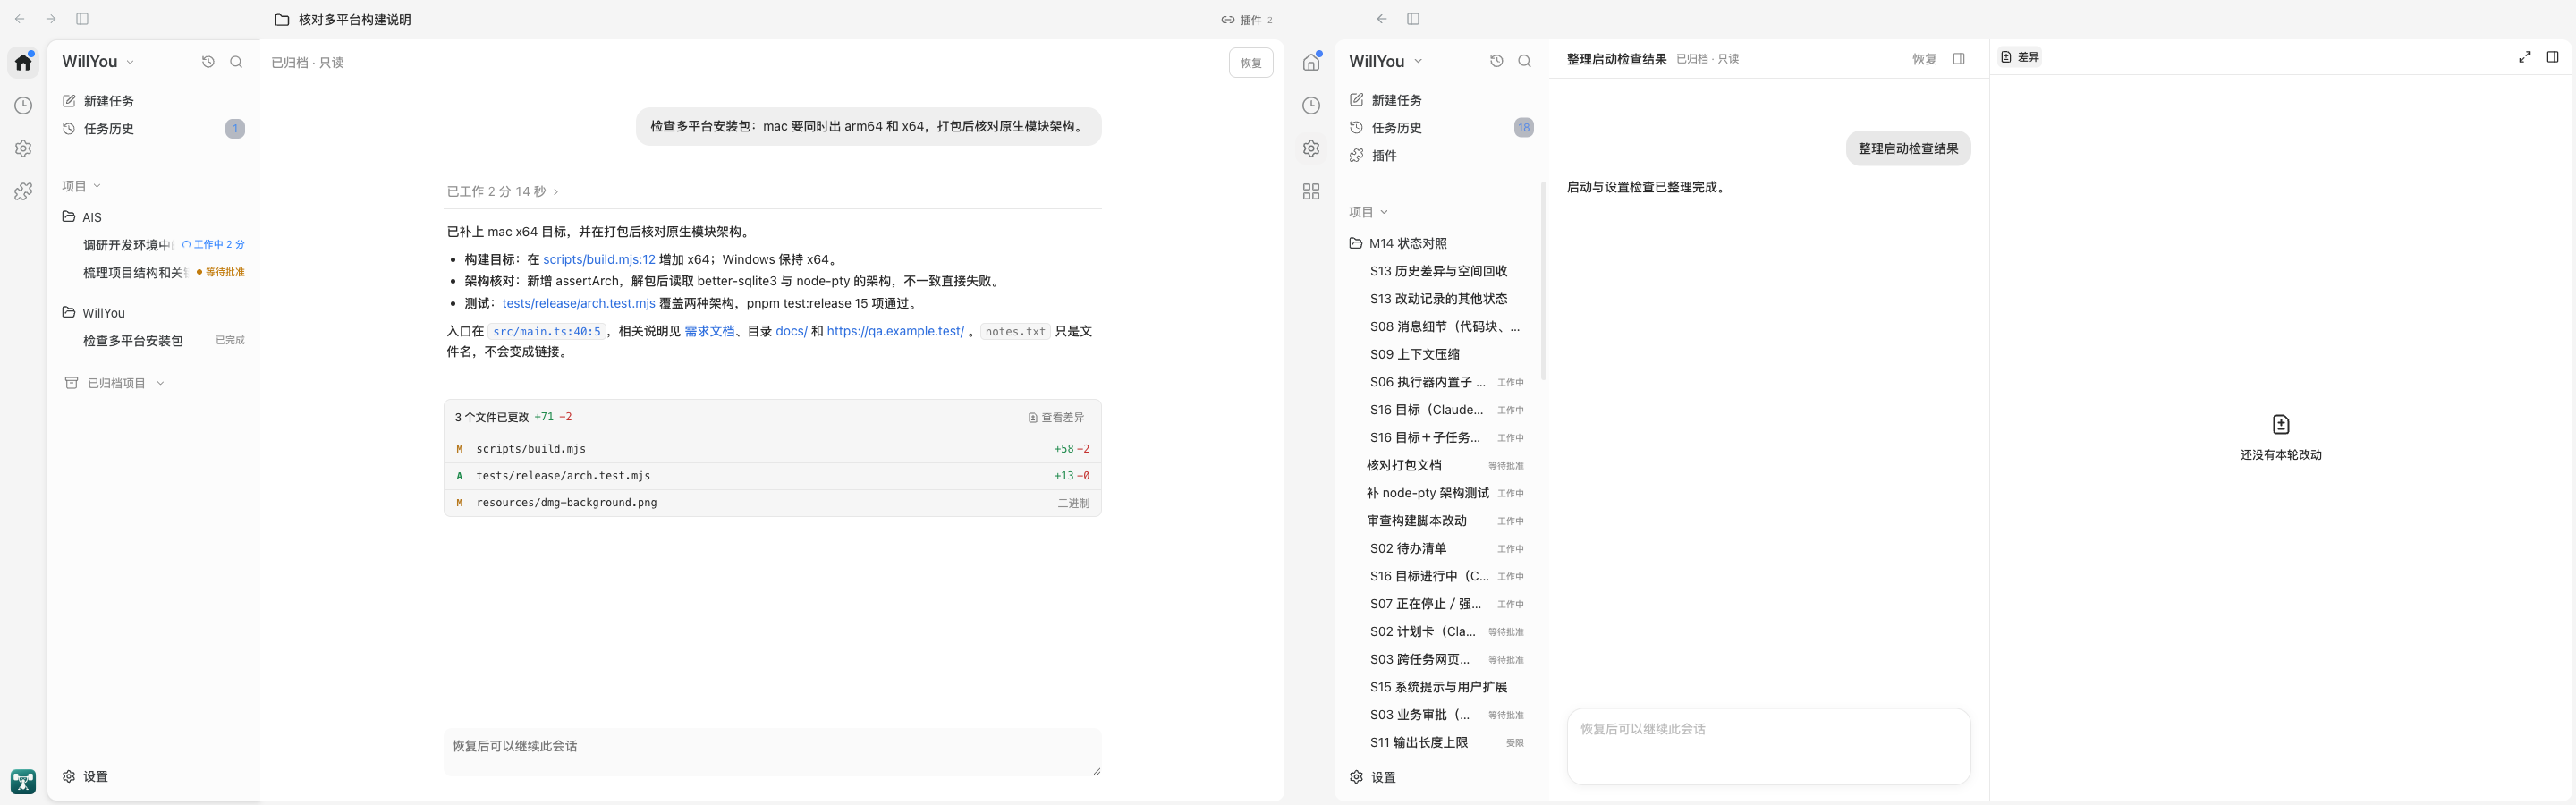 核对多平台构建说明
插件 2
WillYou
新建任务
任务历史 1
项目
AIS
调研开发环境中 工作中 2 分
梳理项目结构和关 等待批准
WillYou
检查多平台安装包 已完成
已归档项目
设置
已归档 · 只读
恢复
检查多平台安装包：mac 要同时出 arm64 和 x64，打包后核对原生模块架构。
已工作 2 分 14 秒
已补上 mac x64 目标，并在打包后核对原生模块架构。
• 构建目标：在 scripts/build.mjs:12 增加 x64；Windows 保持 x64。
• 架构核对：新增 assertArch，解包后读取 better-sqlite3 与 node-pty 的架构，不一致直接失败。
• 测试：tests/release/arch.test.mjs 覆盖两种架构，pnpm test:release 15 项通过。
入口在 src/main.ts:40:5，相关说明见 需求文档、目录 docs/ 和 https://qa.example.test/ 。notes.txt 只是文
件名，不会变成链接。
3 个文件已更改 +71 −2 查看差异
M scripts/build.mjs +58 −2
A tests/release/arch.test.mjs +13 −0
M resources/dmg-background.png 二进制
恢复后可以继续此会话
WillYou
新建任务
任务历史 18
插件
项目
M14 状态对照
S13 历史差异与空间回收
S13 改动记录的其他状态
S08 消息细节（代码块、...
S09 上下文压缩
S06 执行器内置子 ... 工作中
S16 目标（Claude... 工作中
S16 目标＋子任务... 工作中
核对打包文档 等待批准
补 node-pty 架构测试 工作中
审查构建脚本改动 工作中
S02 待办清单 工作中
S16 目标进行中（C... 工作中
S07 正在停止 / 强... 工作中
S02 计划卡（Cla... 等待批准
S03 跨任务网页... 等待批准
S15 系统提示与用户扩展
S03 业务审批（... 等待批准
S11 输出长度上限 受限
设置
整理启动检查结果 已归档 · 只读 恢复
整理启动检查结果
启动与设置检查已整理完成。
恢复后可以继续此会话
差异
还没有本轮改动